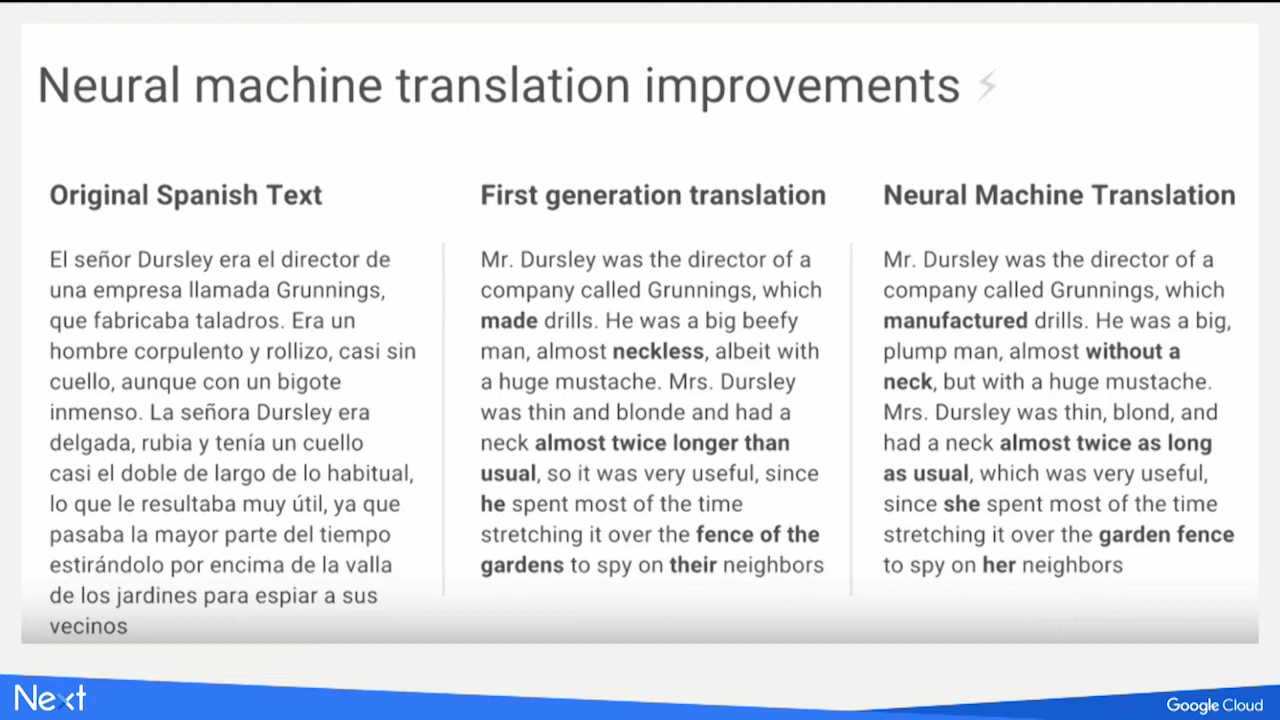 Neural machine translation improvements
Original Spanish Text
El señor Dursley era el director de
una empresa llamada Grunnings,
que fabricaba taladros. Era un
hombre corpulento y rollizo, casi sin
cuello, aunque con un bigote
inmenso. La señora Dursley era
delgada, rubia y tenía un cuello
casi el doble de largo de lo habitual,
lo que le resultaba muy útil, ya que
pasaba la mayor parte del tiempo
estirándolo por encima de la valla
de los jardines para espiar a sus
vecinos
First generation translation
Mr. Dursley was the director of a
company called Grunnings, which
made drills. He was a big beefy
man, almost neckless, albeit with
a huge mustache. Mrs. Dursley
was thin and blonde and had a
neck almost twice longer than
usual, so it was very useful, since
he spent most of the time
stretching it over the fence of the
gardens to spy on their neighbors
Neural Machine Translation
Mr. Dursley was the director of a
company called Grunnings, which
manufactured drills. He was a big,
plump man, almost without a
neck, but with a huge mustache.
Mrs. Dursley was thin, blond, and
had a neck almost twice as long
as usual, which was very useful,
since she spent most of the time
stretching it over the garden fence
to spy on her neighbors
Next
Google Cloud